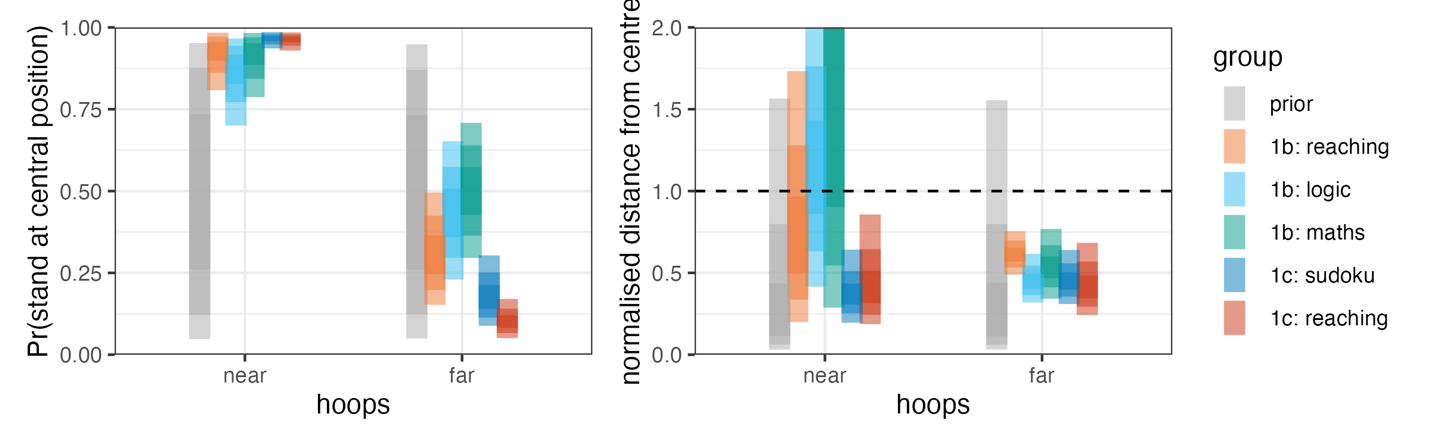 Pr(stand at central position)
1.00
0.75
0.50
0.25
0.00
near
far
hoops
normalised distance from centre
2.0
1.5
1.0
0.5
0.0
near
far
hoops
group
prior
1b: reaching
1b: logic
1b: maths
1c: sudoku
1c: reaching